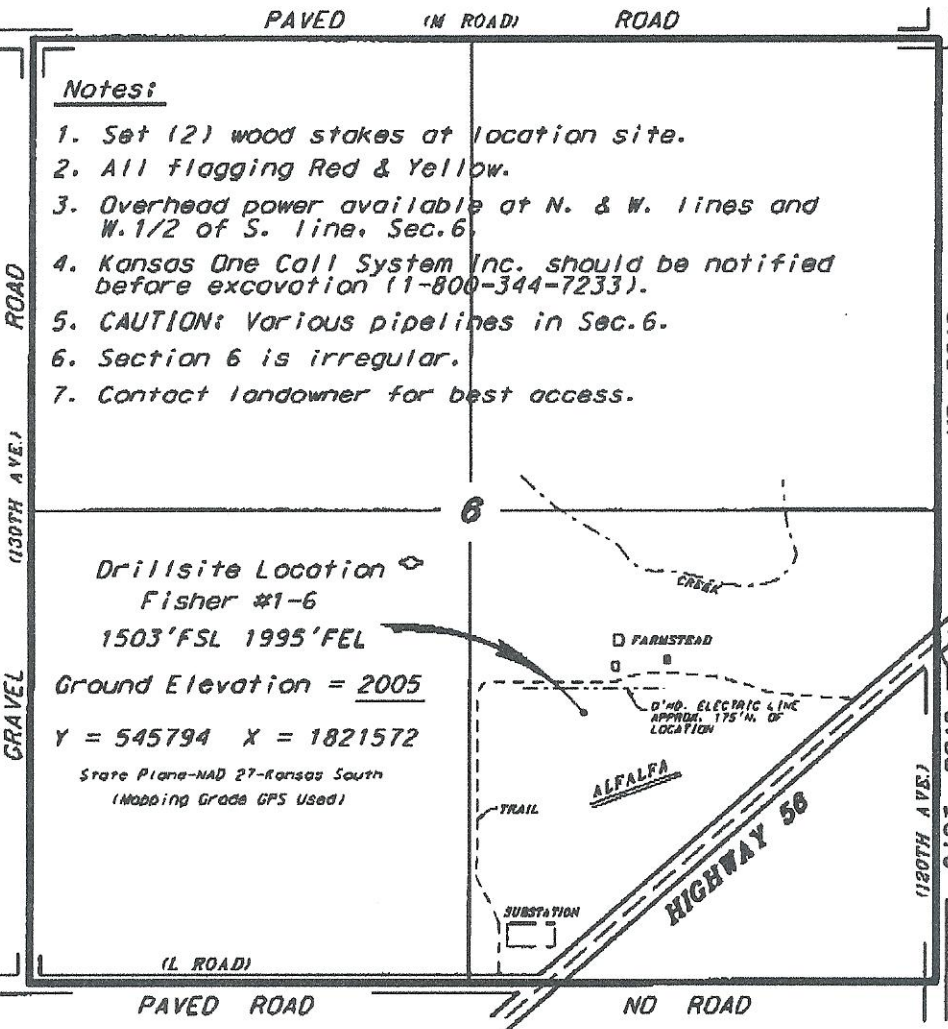 PAVED (M ROAD) ROAD
Notes:
1. Set (2) wood stakes at location site.
2. All flagging Red & Yellow.
3. Overhead power available at N. & W. lines and
W.1/2 of S. line, Sec.6.
4. Kansas One Call System Inc. should be notified
before excavation (1-800-344-7233).
5. CAUTION: Various pipelines in Sec.6.
6. Section 6 is irregular.
7. Contact landowner for best access.
GRAVEL (130TH AVE.) ROAD
6
Drillsite Location
Fisher #1-6
1503'FSL 1995'FEL
Ground Elevation = 2005
Y = 545794 X = 1821572
State Plane-NAD 27-Kansas South
(Mapping Grade GPS Used)
CREEK
FARMSTEAD
O'HD. ELECTRIC LINE
APPROX. 175'N. OF
LOCATION
ALFALFA
TRAIL
HIGHWAY 56
(120TH AVE.)
SUBSTATION
(L ROAD)
PAVED ROAD
NO ROAD